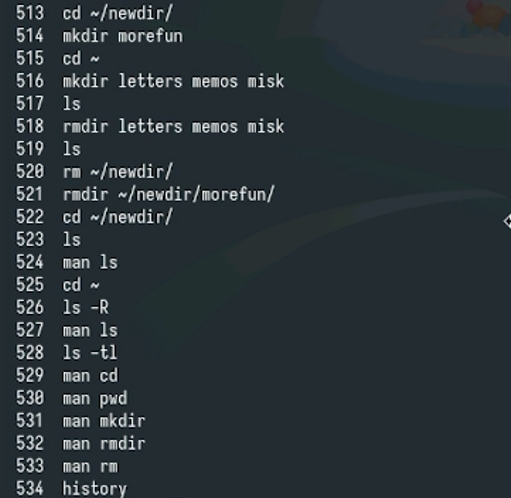 513 cd ~/newdir/
514 mkdir morefun
515 cd ~
516 mkdir letters memos misk
517 ls
518 rmdir letters memos misk
519 ls
520 rm ~/newdir/
521 rmdir ~/newdir/morefun/
522 cd ~/newdir/
523 ls
524 man ls
525 cd ~
526 ls -R
527 man ls
528 ls -tl
529 man cd
530 man pwd
531 man mkdir
532 man rmdir
533 man rm
534 history